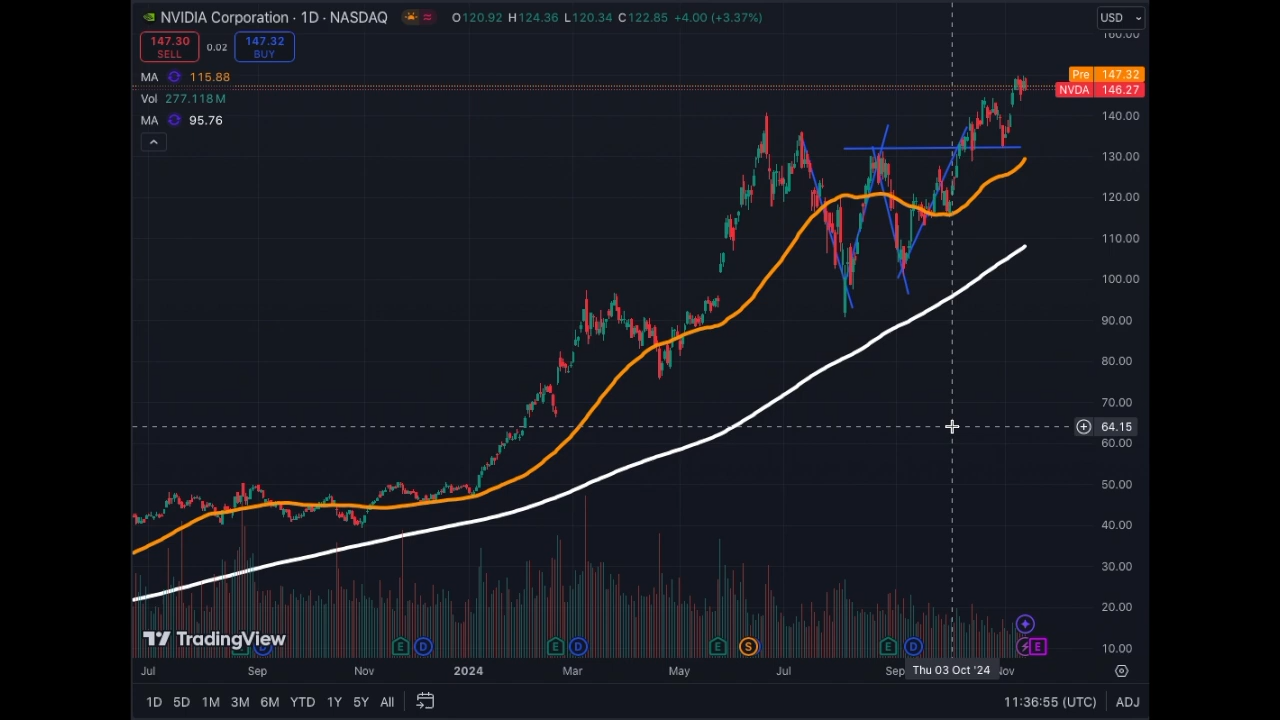 NVIDIA Corporation · 1D · NASDAQ O120.92 H124.36 L120.34 C122.85 +4.00 (+3.37%) USD
160.00
147.30 0.02 147.32
SELL BUY
MA 115.88 Pre 147.32
NVDA 146.27
Vol 277.118M
MA 95.76 140.00
130.00
120.00
110.00
100.00
90.00
80.00
70.00
64.15
60.00
50.00
40.00
30.00
20.00
TradingView
E D E D E S E D E
10.00
Jul Sep Nov 2024 Mar May Jul Sep Thu 03 Oct '24 Nov
1D 5D 1M 3M 6M YTD 1Y 5Y All 11:36:55 (UTC) ADJ